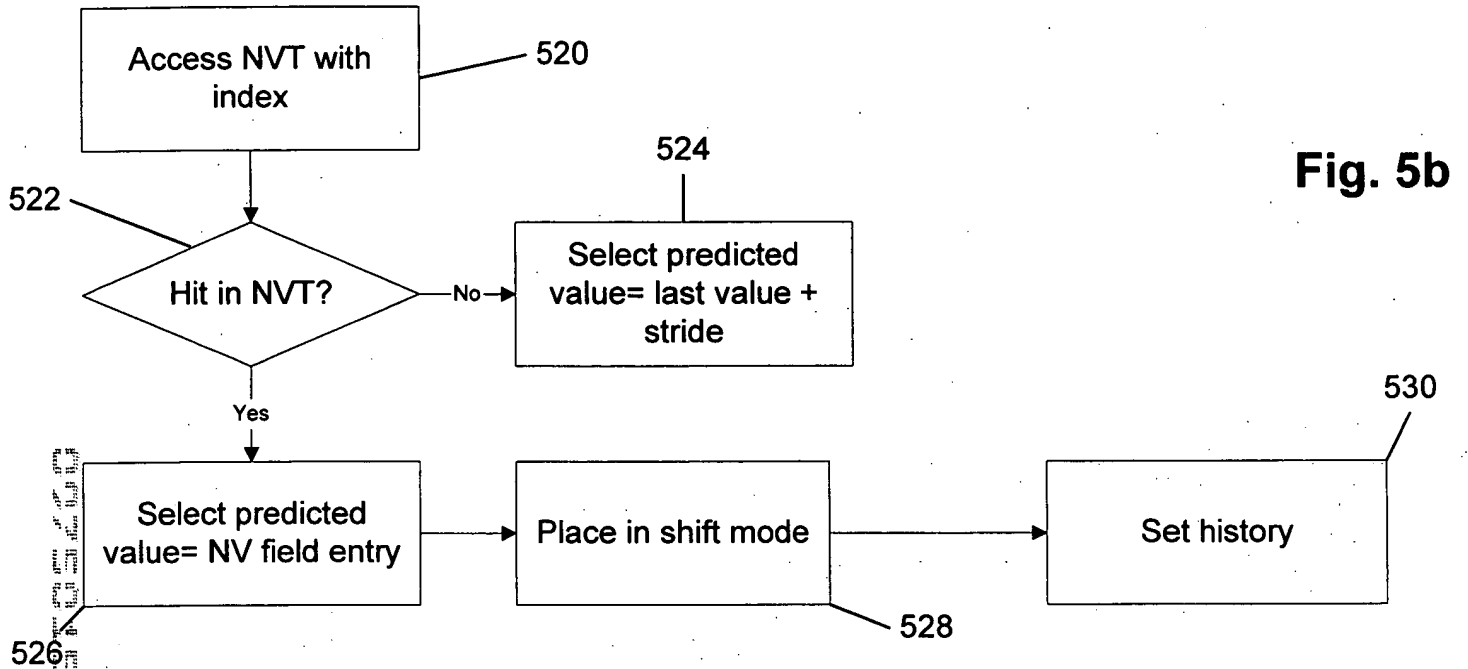 Access NVT with
index
520
524
Fig. 5b
522
Hit in NVT?
No
Select predicted
value= last value +
stride
Yes
530
Select predicted
value= NV field entry
Place in shift mode
Set history
526
528